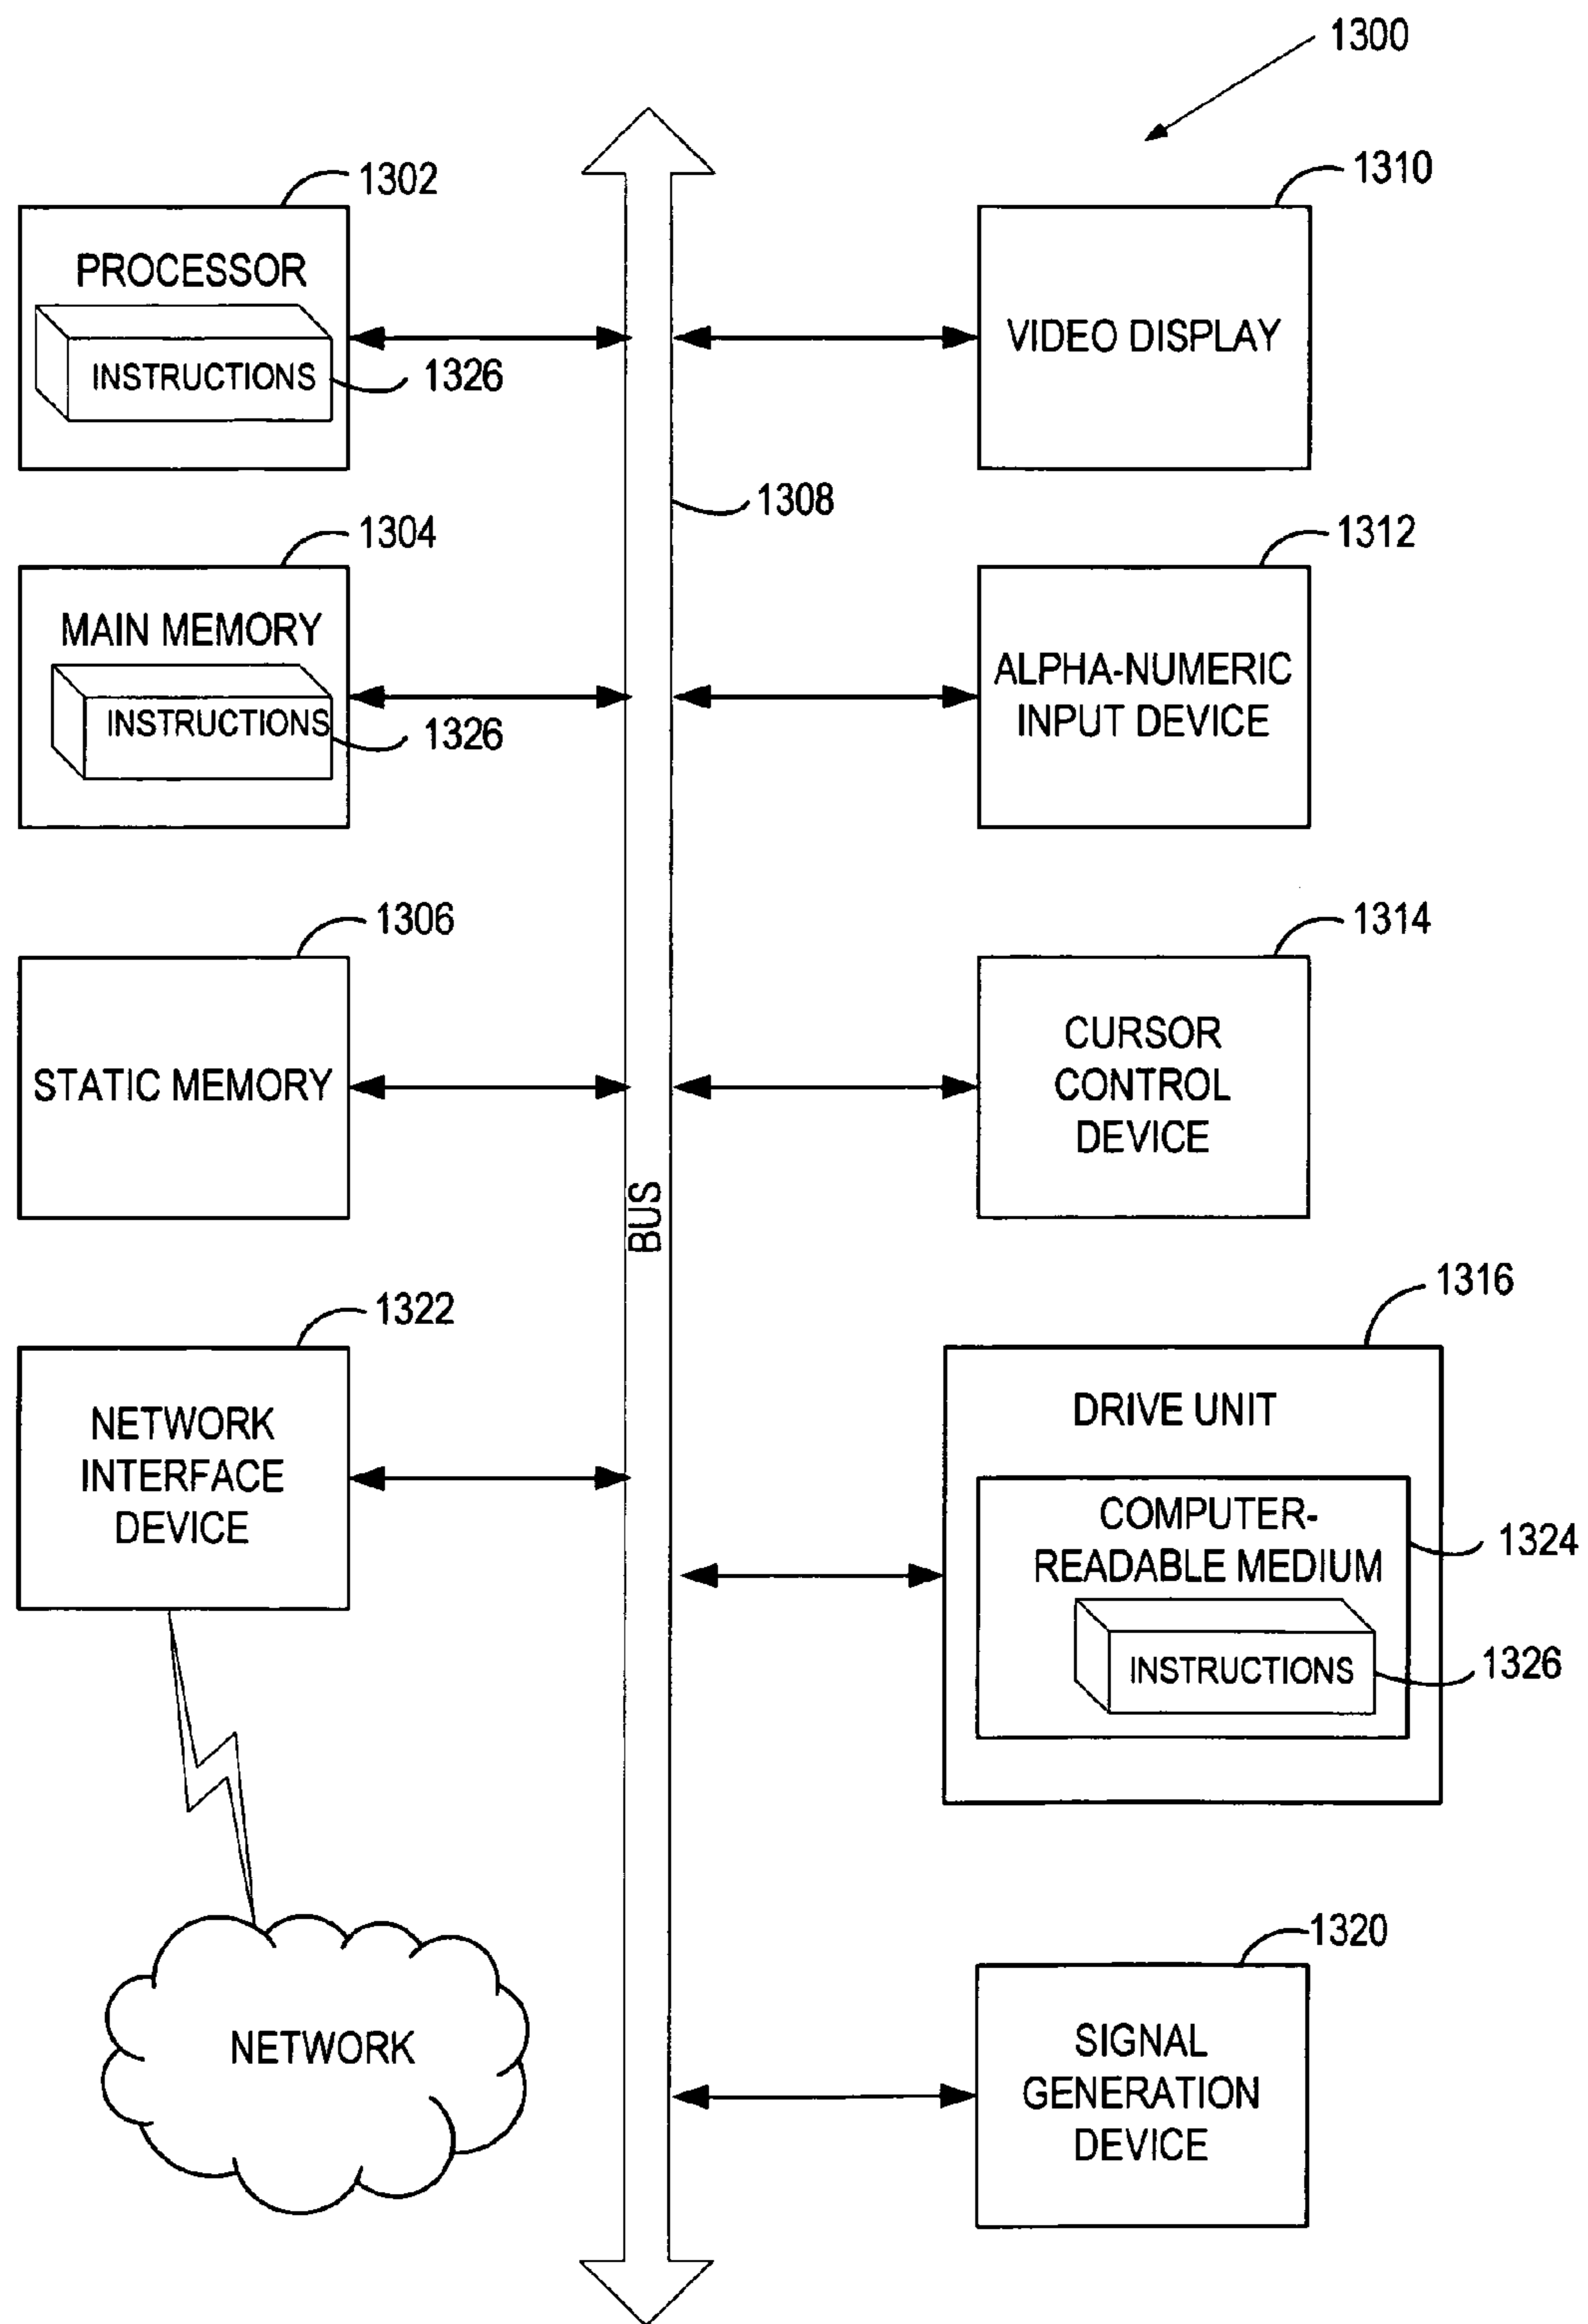 1300
1302
PROCESSOR
INSTRUCTIONS
1326
1310
VIDEO DISPLAY
1308
1304
MAIN MEMORY
INSTRUCTIONS
1326
1312
ALPHA-NUMERIC
INPUT DEVICE
1306
STATIC MEMORY
1314
CURSOR
CONTROL
DEVICE
BUS
1322
NETWORK
INTERFACE
DEVICE
1316
DRIVE UNIT
COMPUTER-
READABLE MEDIUM
1324
INSTRUCTIONS
1326
NETWORK
1320
SIGNAL
GENERATION
DEVICE